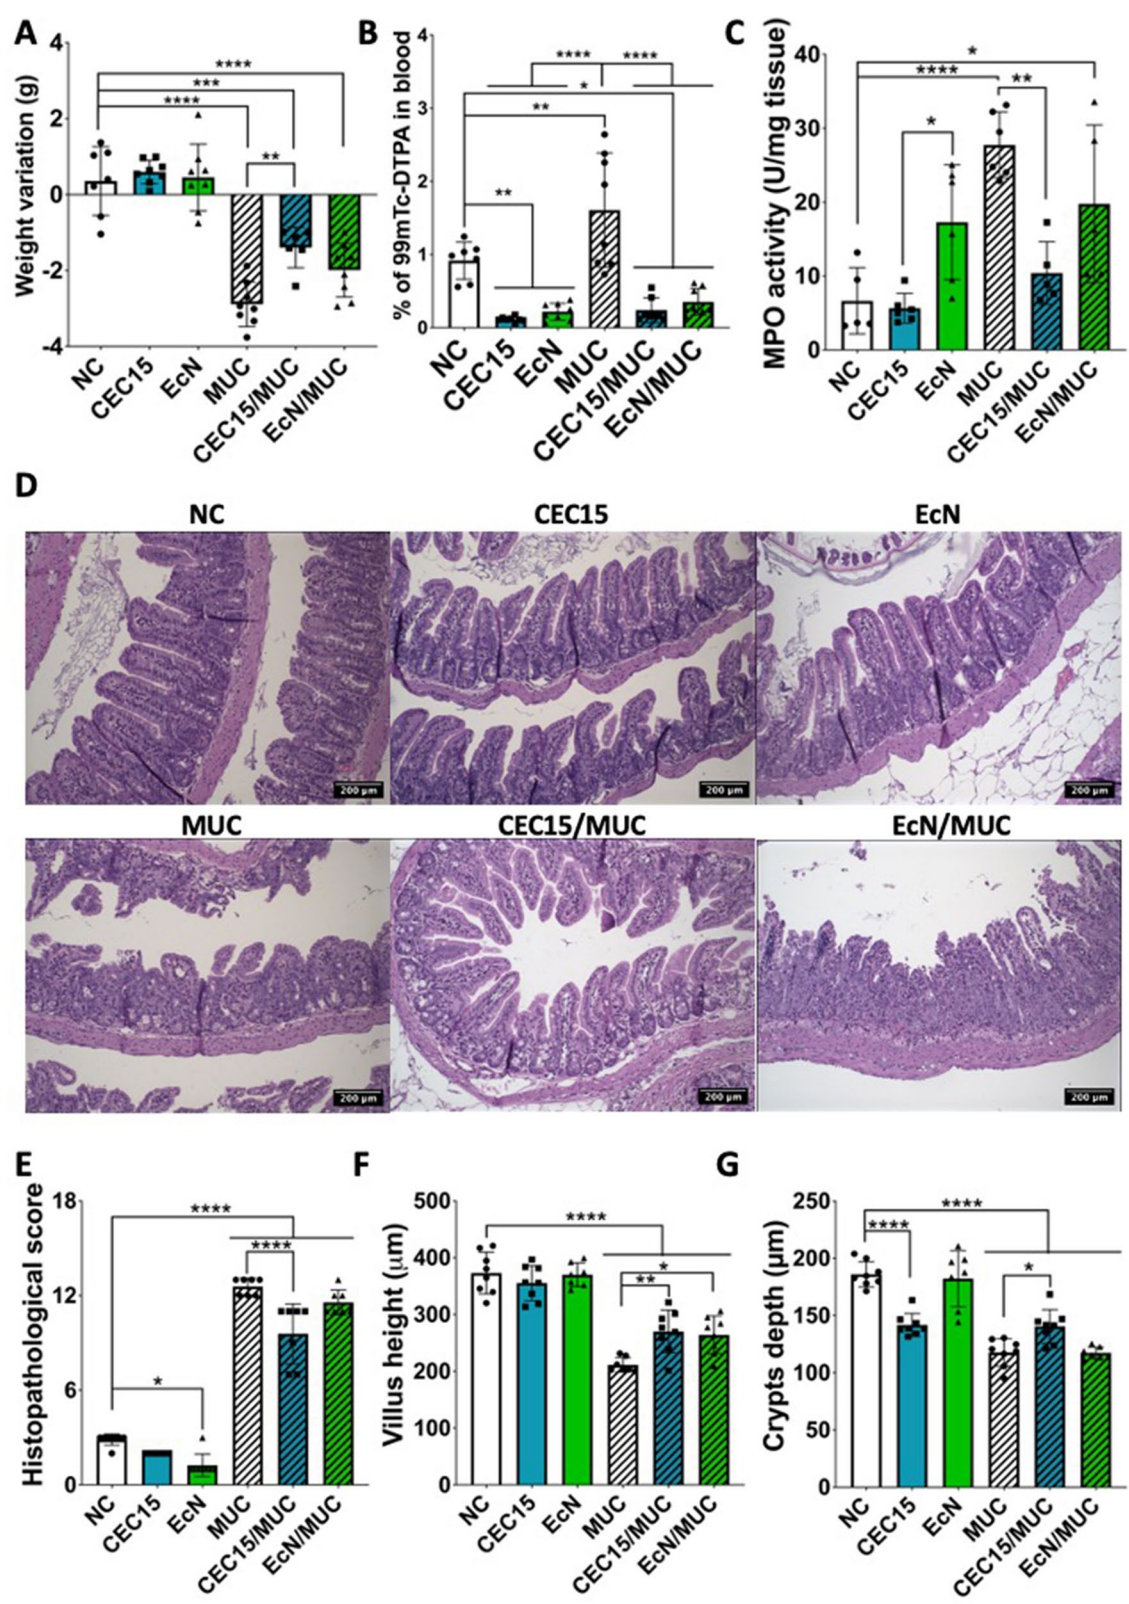 A
Weight variation (g)
4
2
0
-2
-4
****
***
****
**
NC
CEC15
EcN
MUC
CEC15/MUC
EcN/MUC
B
% of 99mTc-DTPA in blood
4
3
2
1
0
**** ****
*
**
**
NC
CEC15
EcN
MUC
CEC15/MUC
EcN/MUC
C
MPO activity (U/mg tissue)
40
30
20
10
0
*
**** **
*
NC
CEC15
EcN
MUC
CEC15/MUC
EcN/MUC
D
NC CEC15 EcN
200 µm 200 µm 200 µm
MUC CEC15/MUC EcN/MUC
200 µm 200 µm 200 µm
E
Histopathological score
18
12
6
0
****
****
*
NC
CEC15
EcN
MUC
CEC15/MUC
EcN/MUC
F
Villus height (µm)
500
400
300
200
100
0
****
*
**
NC
CEC15
EcN
MUC
CEC15/MUC
EcN/MUC
G
Crypts depth (µm)
250
200
150
100
50
0
****
****
*
NC
CEC15
EcN
MUC
CEC15/MUC
EcN/MUC